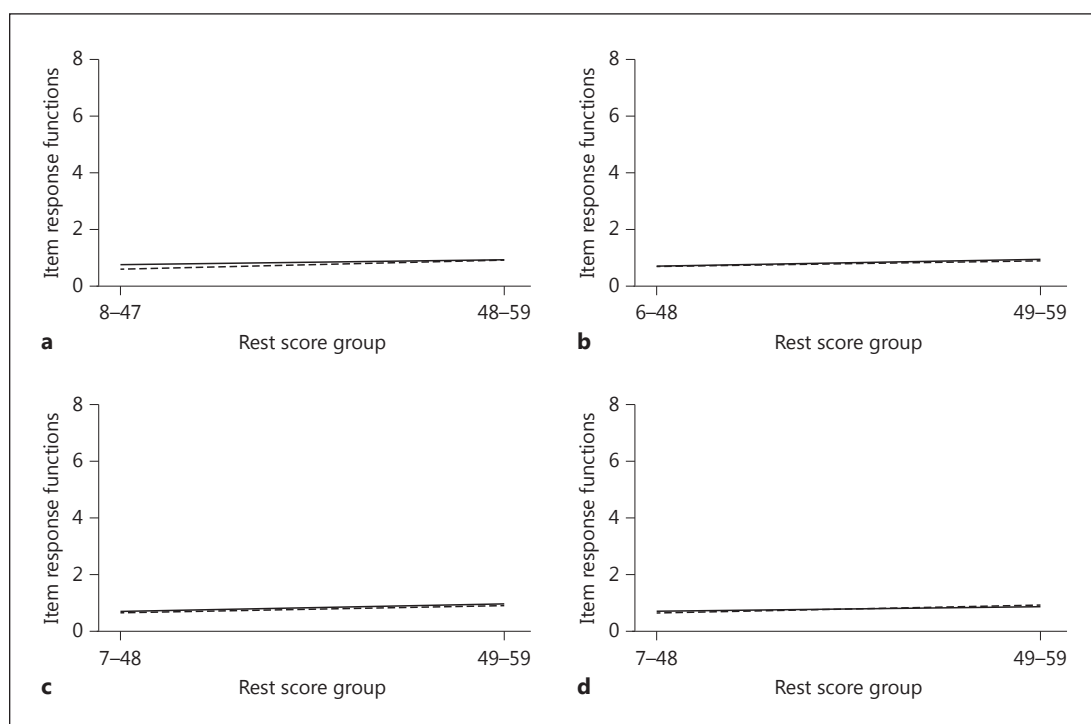 8
6
4
2
0
Item response functions
8–47
48–59
a
Rest score group
8
6
4
2
0
Item response functions
6–48
49–59
b
Rest score group
8
6
4
2
0
Item response functions
7–48
49–59
c
Rest score group
8
6
4
2
0
Item response functions
7–48
49–59
d
Rest score group